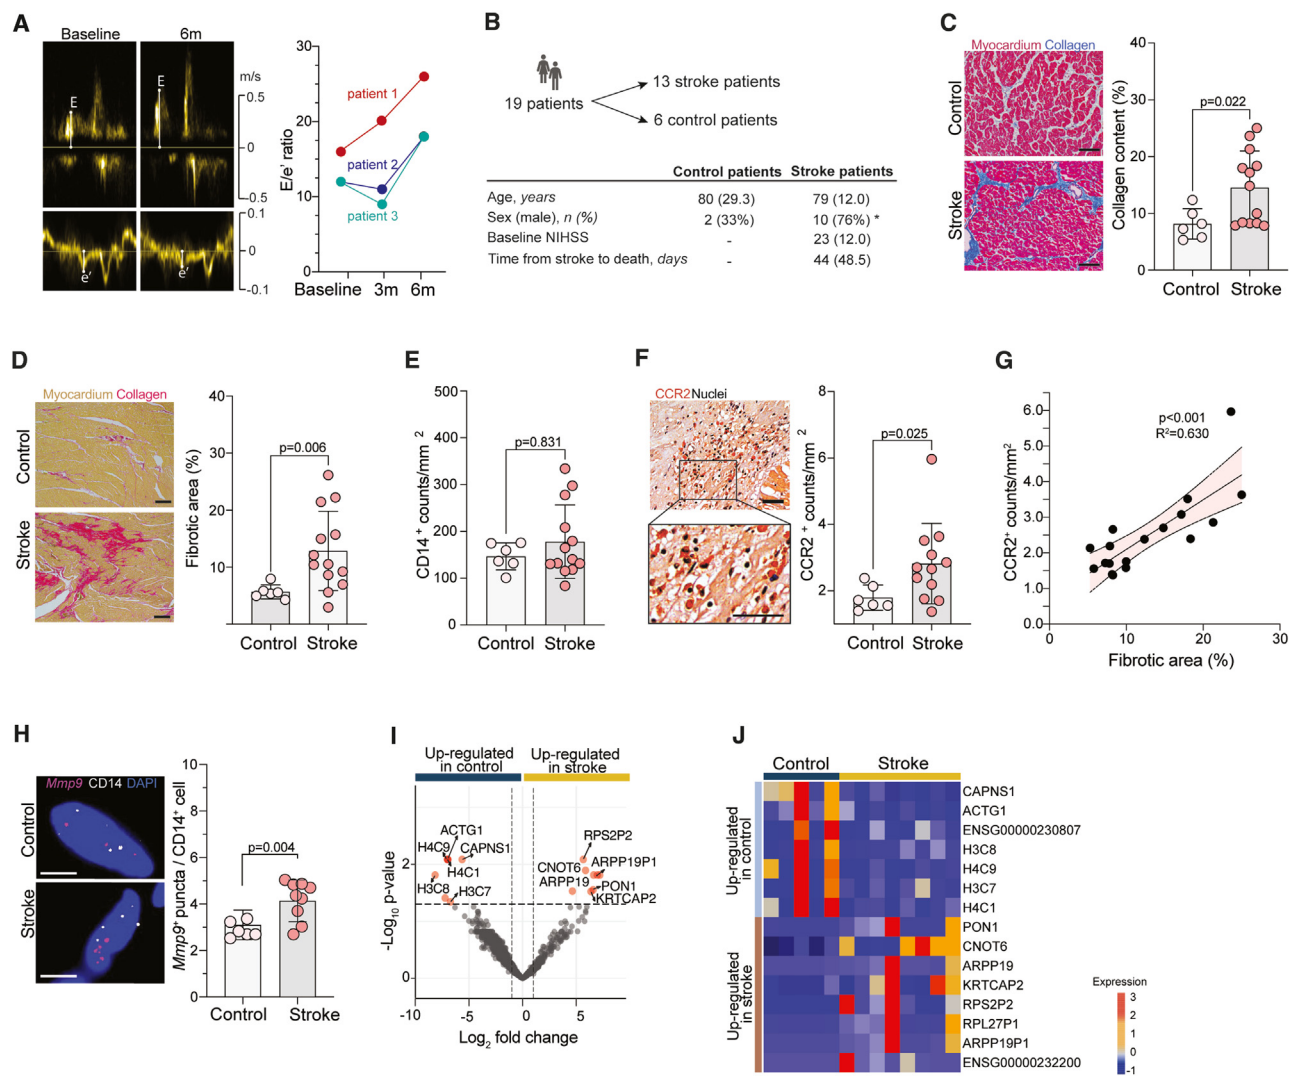 A
Baseline
6m
E
E
m/s
0.5
0
-0.5
0.1
0
-0.1
e'
e'
E/e' ratio
30
20
10
0
patient 1
patient 2
patient 3
Baseline 3m 6m
B
19 patients
13 stroke patients
6 control patients
Control patients Stroke patients
Age, years 80 (29.3) 79 (12.0)
Sex (male), n (%) 2 (33%) 10 (76%) *
Baseline NIHSS - 23 (12.0)
Time from stroke to death, days - 44 (48.5)
C
Myocardium Collagen
Control
Stroke
Collagen content (%)
40
30
20
10
0
p=0.022
Control Stroke
D
Myocardium Collagen
Control
Stroke
Fibrotic area (%)
40
30
20
10
p=0.006
Control Stroke
E
CD14+ counts/mm 2
500
400
300
200
100
0
p=0.831
Control Stroke
F
CCR2 Nuclei
CCR2 + counts/mm 2
8
6
4
2
p=0.025
Control Stroke
G
CCR2+ counts/mm2
6.0
5.0
4.0
3.0
2.0
1.0
0.0
p<0.001
R2=0.630
0 10 20 30
Fibrotic area (%)
H
Mmp9 CD14 DAPI
Control
Stroke
Mmp9+ puncta / CD14+ cell
10
8
6
4
2
0
p=0.004
Control Stroke
I
Up-regulated in control
Up-regulated in stroke
-Log10 p-value
2
0
ACTG1
H4C9
CAPNS1
H4C1
H3C8
H3C7
RPS2P2
CNOT6
ARPP19P1
ARPP19
PON1
KRTCAP2
-10 -5 0 5
Log2 fold change
J
Control Stroke
Up-regulated in control
Up-regulated in stroke
CAPNS1
ACTG1
ENSG00000230807
H3C8
H4C9
H3C7
H4C1
PON1
CNOT6
ARPP19
KRTCAP2
RPS2P2
RPL27P1
ARPP19P1
ENSG00000232200
Expression
3
2
1
0
-1